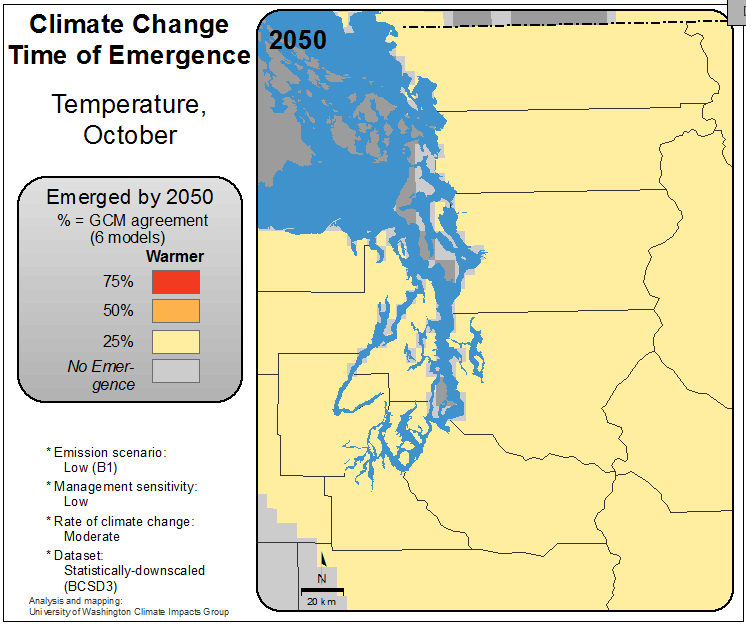 Climate Change
Time of Emergence
Temperature,
October
2050
Emerged by 2050
% = GCM agreement
(6 models)
Warmer
75%
50%
25%
No Emer-
gence
* Emission scenario:
Low (B1)
* Management sensitivity:
Low
* Rate of climate change:
Moderate
* Dataset:
Statistically-downscaled
(BCSD3)
Analysis and mapping:
University of Washington Climate Impacts Group
N
20 km